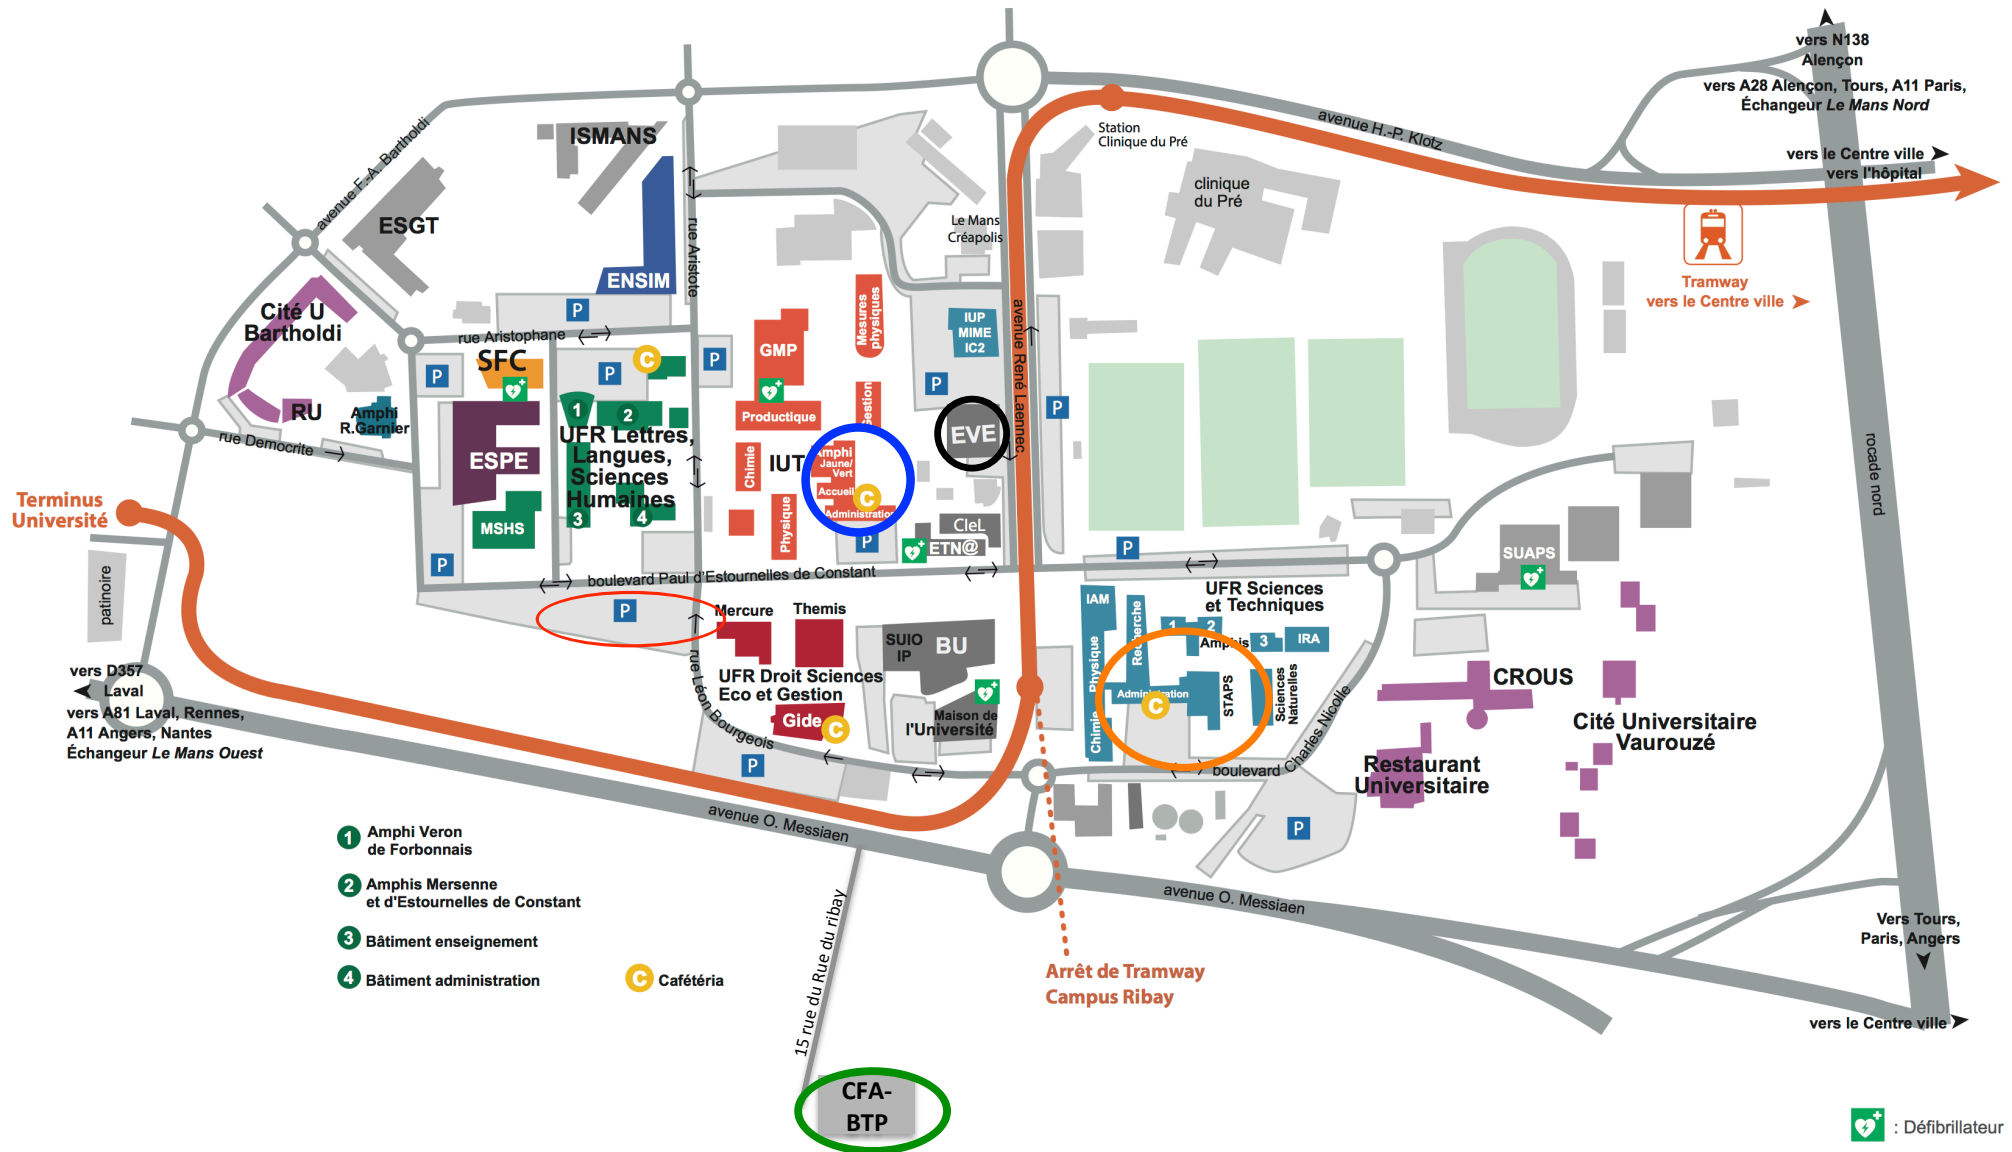 vers N138
Alençon
vers A28 Alençon, Tours, A11 Paris,
Échangeur Le Mans Nord
avenue H.-P. Klotz
vers le Centre ville
vers l'hôpital
Station
Clinique du Pré
clinique
du Pré
Tramway
vers le Centre ville
rocade nord
avenue F.-A. Bartholdi
ISMANS
ESGT
ENSIM
rue Aristote
Le Mans
Créapolis
avenue René Laennec
Cité U
Bartholdi
RU
Amphi
R.Garnier
rue Democrite
rue Aristophane
P
SFC
P
P
C
P
ESPE
MSHS
P
1
2
UFR Lettres,
Langues,
Sciences
Humaines
3
4
GMP
Mesures
physiques
Productique
Gestion
Chimie
IUT
Amphi
Jaune/
Vert
Accueil
C
Administration
Physique
P
IUP
MIME
IC2
P
EVE
P
CleL
ETN@
Terminus
Université
patinoire
boulevard Paul d'Estournelles de Constant
P
P
Mercure
Themis
SUIO
IP
BU
UFR Droit Sciences
Eco et Gestion
Gide
C
Maison de
l'Université
rue Léon Bourgeois
P
IAM
Recherche
UFR Sciences
et Techniques
1
2
Amphis
3
IRA
Physique
Administration
C
STAPS
Sciences
Naturelles
Chimie
boulevard Charles Nicolle
P
SUAPS
CROUS
Cité Universitaire
Vaurouzé
Restaurant
Universitaire
vers D357
Laval
vers A81 Laval, Rennes,
A11 Angers, Nantes
Échangeur Le Mans Ouest
avenue O. Messiaen
avenue O. Messiaen
Vers Tours,
Paris, Angers
vers le Centre ville
Arrêt de Tramway
Campus Ribay
1 Amphi Veron
de Forbonnais
2 Amphis Mersenne
et d'Estournelles de Constant
3 Bâtiment enseignement
4 Bâtiment administration
C Cafétéria
15 rue du Rue du ribay
CFA-
BTP
: Défibrillateur